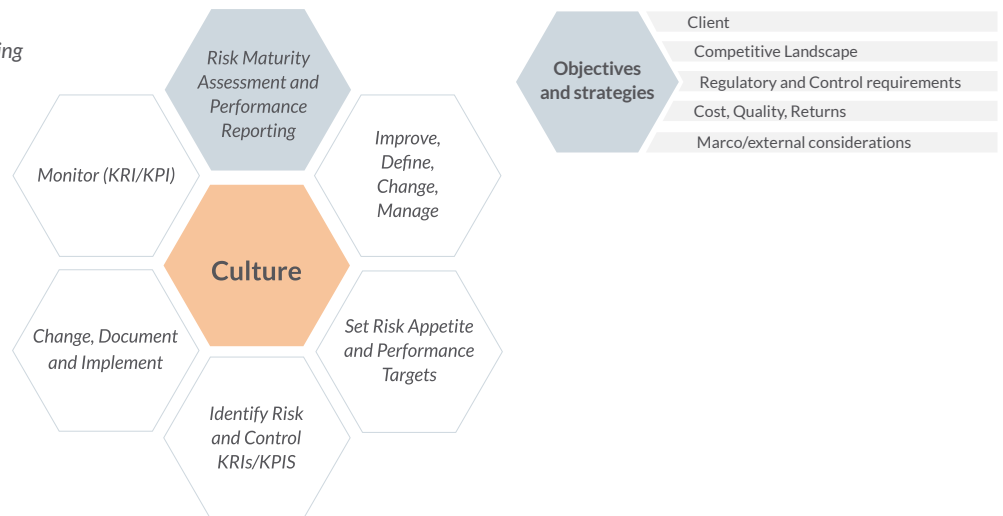 ing
Risk Maturity
Assessment and
Performance
Reporting
Improve,
Define,
Change,
Manage
Monitor (KRI/KPI)
Culture
Change, Document
and Implement
Set Risk Appetite
and Performance
Targets
Identify Risk
and Control
KRIs/KPIS
Objectives
and strategies
Client
Competitive Landscape
Regulatory and Control requirements
Cost, Quality, Returns
Marco/external considerations